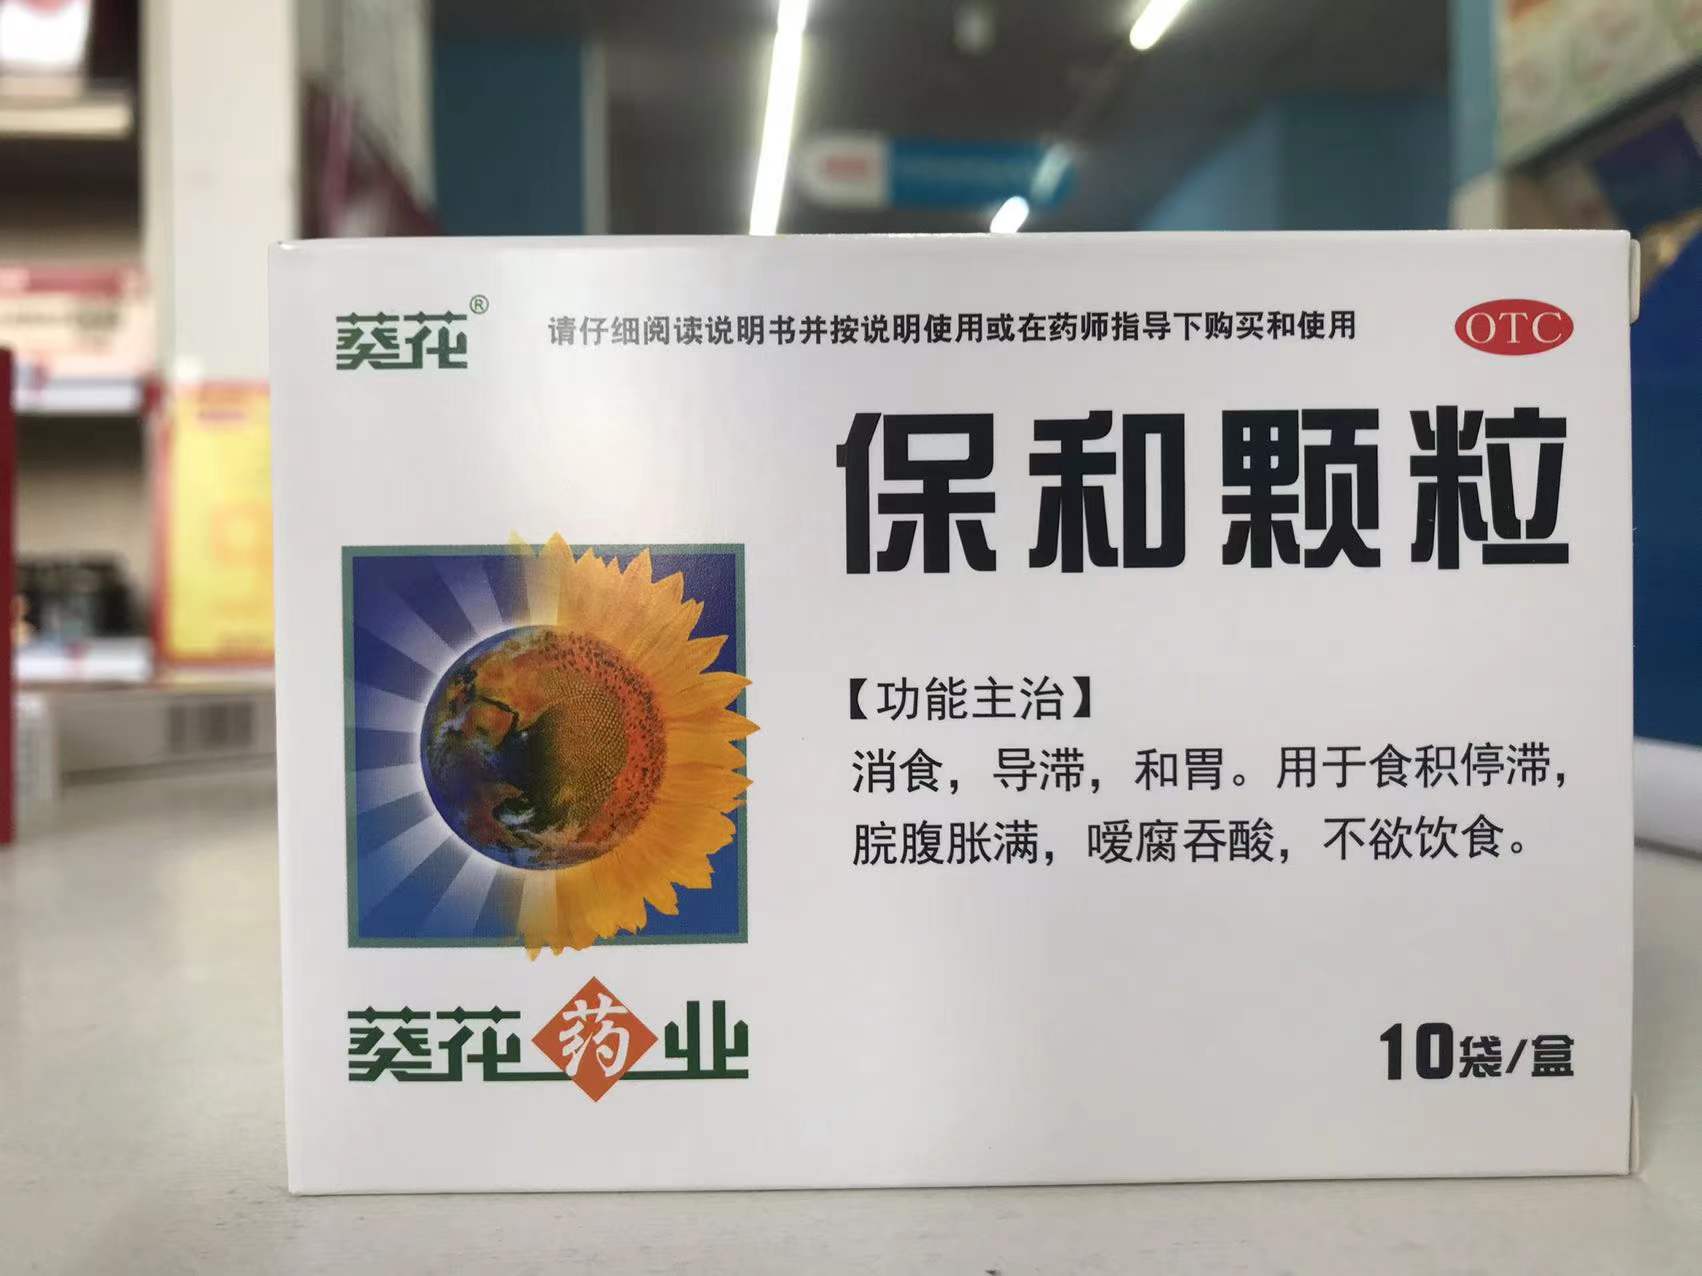 葵花®
请仔细阅读说明书并按说明使用或在药师指导下购买和使用
OTC
保和颗粒
【功能主治】
消食，导滞，和胃。用于食积停滞，
脘腹胀满，嗳腐吞酸，不欲饮食。
葵花药业
10袋/盒